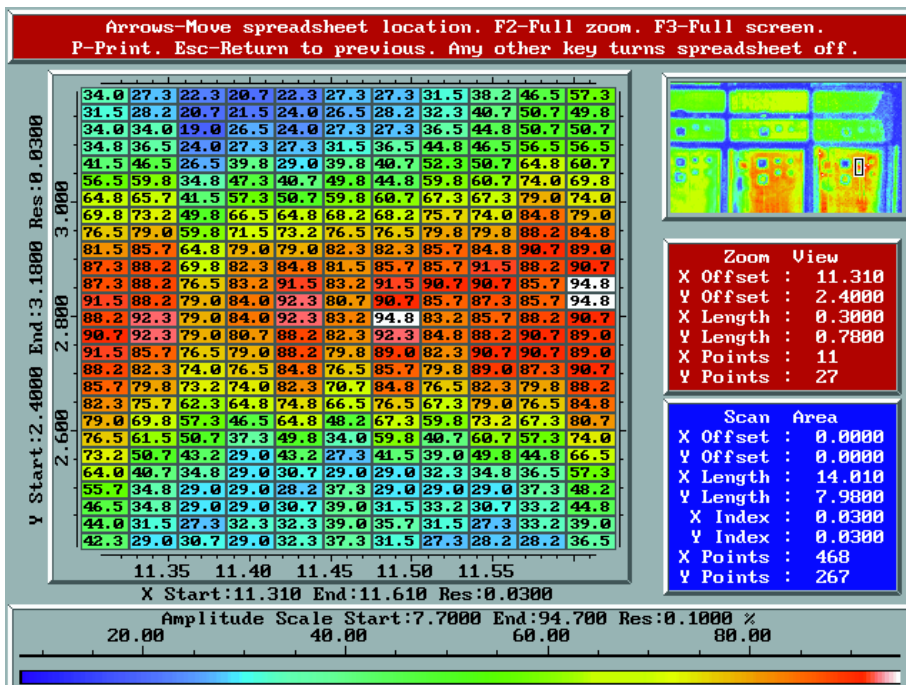 Arrows-Move spreadsheet location. F2-Full zoom. F3-Full screen.
P-Print. Esc-Return to previous. Any other key turns spreadsheet off.
Y Start:2.4000 End:3.1800 Res:0.0300
3.000
2.800
2.600
34.0 27.3 22.3 20.7 22.3 27.3 27.3 31.5 38.2 46.5 57.3
31.5 28.2 20.7 21.5 24.0 26.5 28.2 32.3 40.7 50.7 49.8
34.0 34.0 19.0 26.5 24.0 27.3 27.3 36.5 44.8 50.7 50.7
34.8 36.5 24.0 27.3 27.3 31.5 36.5 44.8 46.5 56.5 56.5
41.5 46.5 26.5 39.8 29.0 39.8 40.7 52.3 50.7 64.8 60.7
56.5 59.8 34.8 47.3 40.7 49.8 44.8 59.8 60.7 74.0 69.8
64.8 65.7 41.5 57.3 50.7 59.8 60.7 67.3 67.3 79.0 74.0
69.8 73.2 49.8 66.5 64.8 68.2 68.2 75.7 74.0 84.8 79.0
76.5 79.0 59.8 71.5 73.2 76.5 76.5 79.8 79.8 88.2 84.8
81.5 85.7 64.8 79.0 79.0 82.3 82.3 85.7 84.8 90.7 89.0
87.3 88.2 69.8 82.3 84.8 81.5 85.7 85.7 91.5 88.2 90.7
87.3 88.2 76.5 83.2 91.5 83.2 91.5 90.7 90.7 85.7 94.8
91.5 88.2 79.0 84.0 92.3 80.7 90.7 85.7 87.3 85.7 94.8
88.2 92.3 79.0 84.0 92.3 83.2 94.8 83.2 85.7 88.2 90.7
90.7 92.3 79.0 80.7 88.2 82.3 92.3 84.8 88.2 90.7 89.0
91.5 85.7 76.5 79.0 88.2 79.8 89.0 82.3 90.7 90.7 89.0
88.2 82.3 74.0 76.5 84.8 76.5 85.7 79.8 89.0 87.3 90.7
85.7 79.8 73.2 74.0 82.3 70.7 84.8 76.5 82.3 79.8 88.2
82.3 75.7 62.3 64.8 74.8 66.5 76.5 67.3 79.0 76.5 84.8
79.0 69.8 57.3 46.5 64.8 48.2 67.3 59.8 73.2 67.3 80.7
76.5 61.5 50.7 37.3 49.8 34.0 59.8 40.7 60.7 57.3 74.0
73.2 50.7 43.2 29.0 43.2 27.3 41.5 39.0 49.8 44.8 66.5
64.0 40.7 34.8 29.0 30.7 29.0 29.0 32.3 34.8 36.5 57.3
55.7 34.8 29.0 29.0 28.2 37.3 29.0 29.0 29.0 37.3 48.2
46.5 34.8 29.0 29.0 30.7 39.0 31.5 33.2 30.7 33.2 44.8
44.0 31.5 27.3 32.3 32.3 39.0 35.7 31.5 27.3 33.2 39.0
42.3 29.0 30.7 29.0 32.3 37.3 31.5 27.3 28.2 28.2 36.5
11.35 11.40 11.45 11.50 11.55
X Start:11.310 End:11.610 Res:0.0300
Zoom View
X Offset : 11.310
Y Offset : 2.4000
X Length : 0.3000
Y Length : 0.7800
X Points : 11
Y Points : 27
Scan Area
X Offset : 0.0000
Y Offset : 0.0000
X Length : 14.010
Y Length : 7.9800
X Index : 0.0300
Y Index : 0.0300
X Points : 468
Y Points : 267
Amplitude Scale Start:7.7000 End:94.700 Res:0.1000 %
20.00 40.00 60.00 80.00